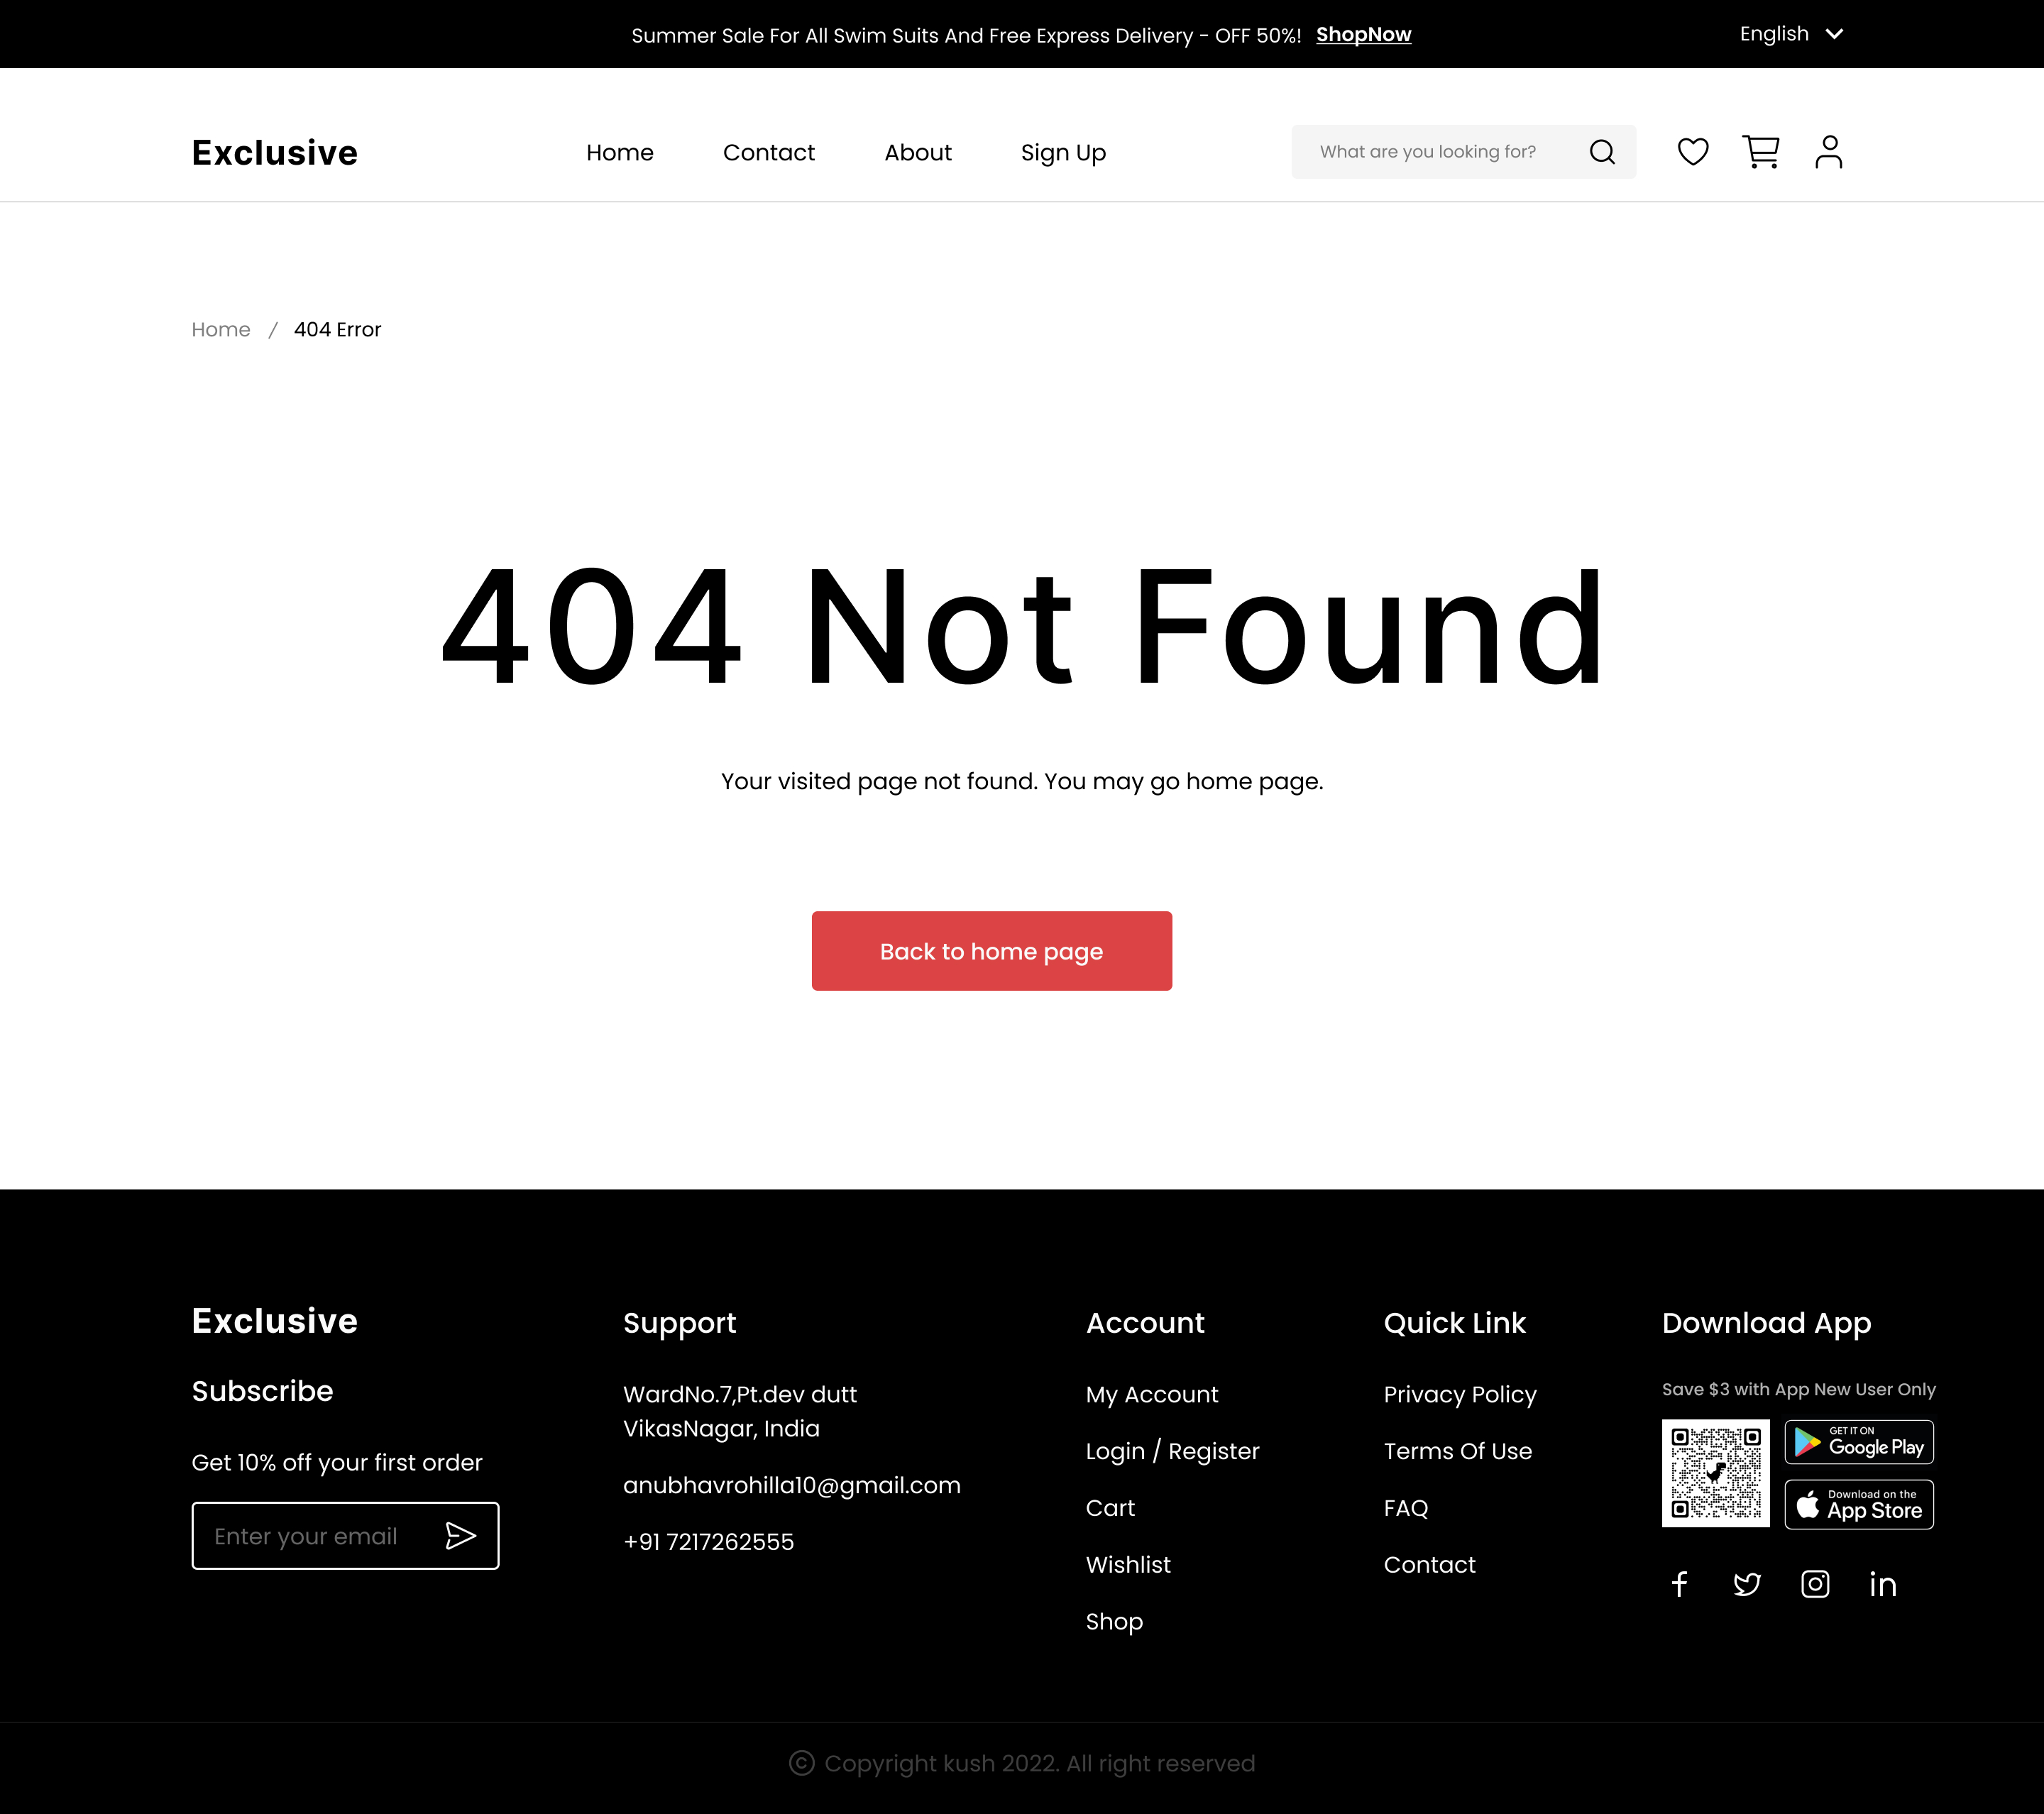 Summer Sale For All Swim Suits And Free Express Delivery - OFF 50%! ShopNow
English
Exclusive
Home
Contact
About
Sign Up
What are you looking for?
Home / 404 Error
404 Not Found
Your visited page not found. You may go home page.
Back to home page
Exclusive
Subscribe
Get 10% off your first order
Enter your email
Support
WardNo.7,Pt.dev dutt
VikasNagar, India
anubhavrohilla10@gmail.com
+91 7217262555
Account
My Account
Login / Register
Cart
Wishlist
Shop
Quick Link
Privacy Policy
Terms Of Use
FAQ
Contact
Download App
Save $3 with App New User Only
GET IT ON
Google Play
Download on the
App Store
© Copyright kush 2022. All right reserved